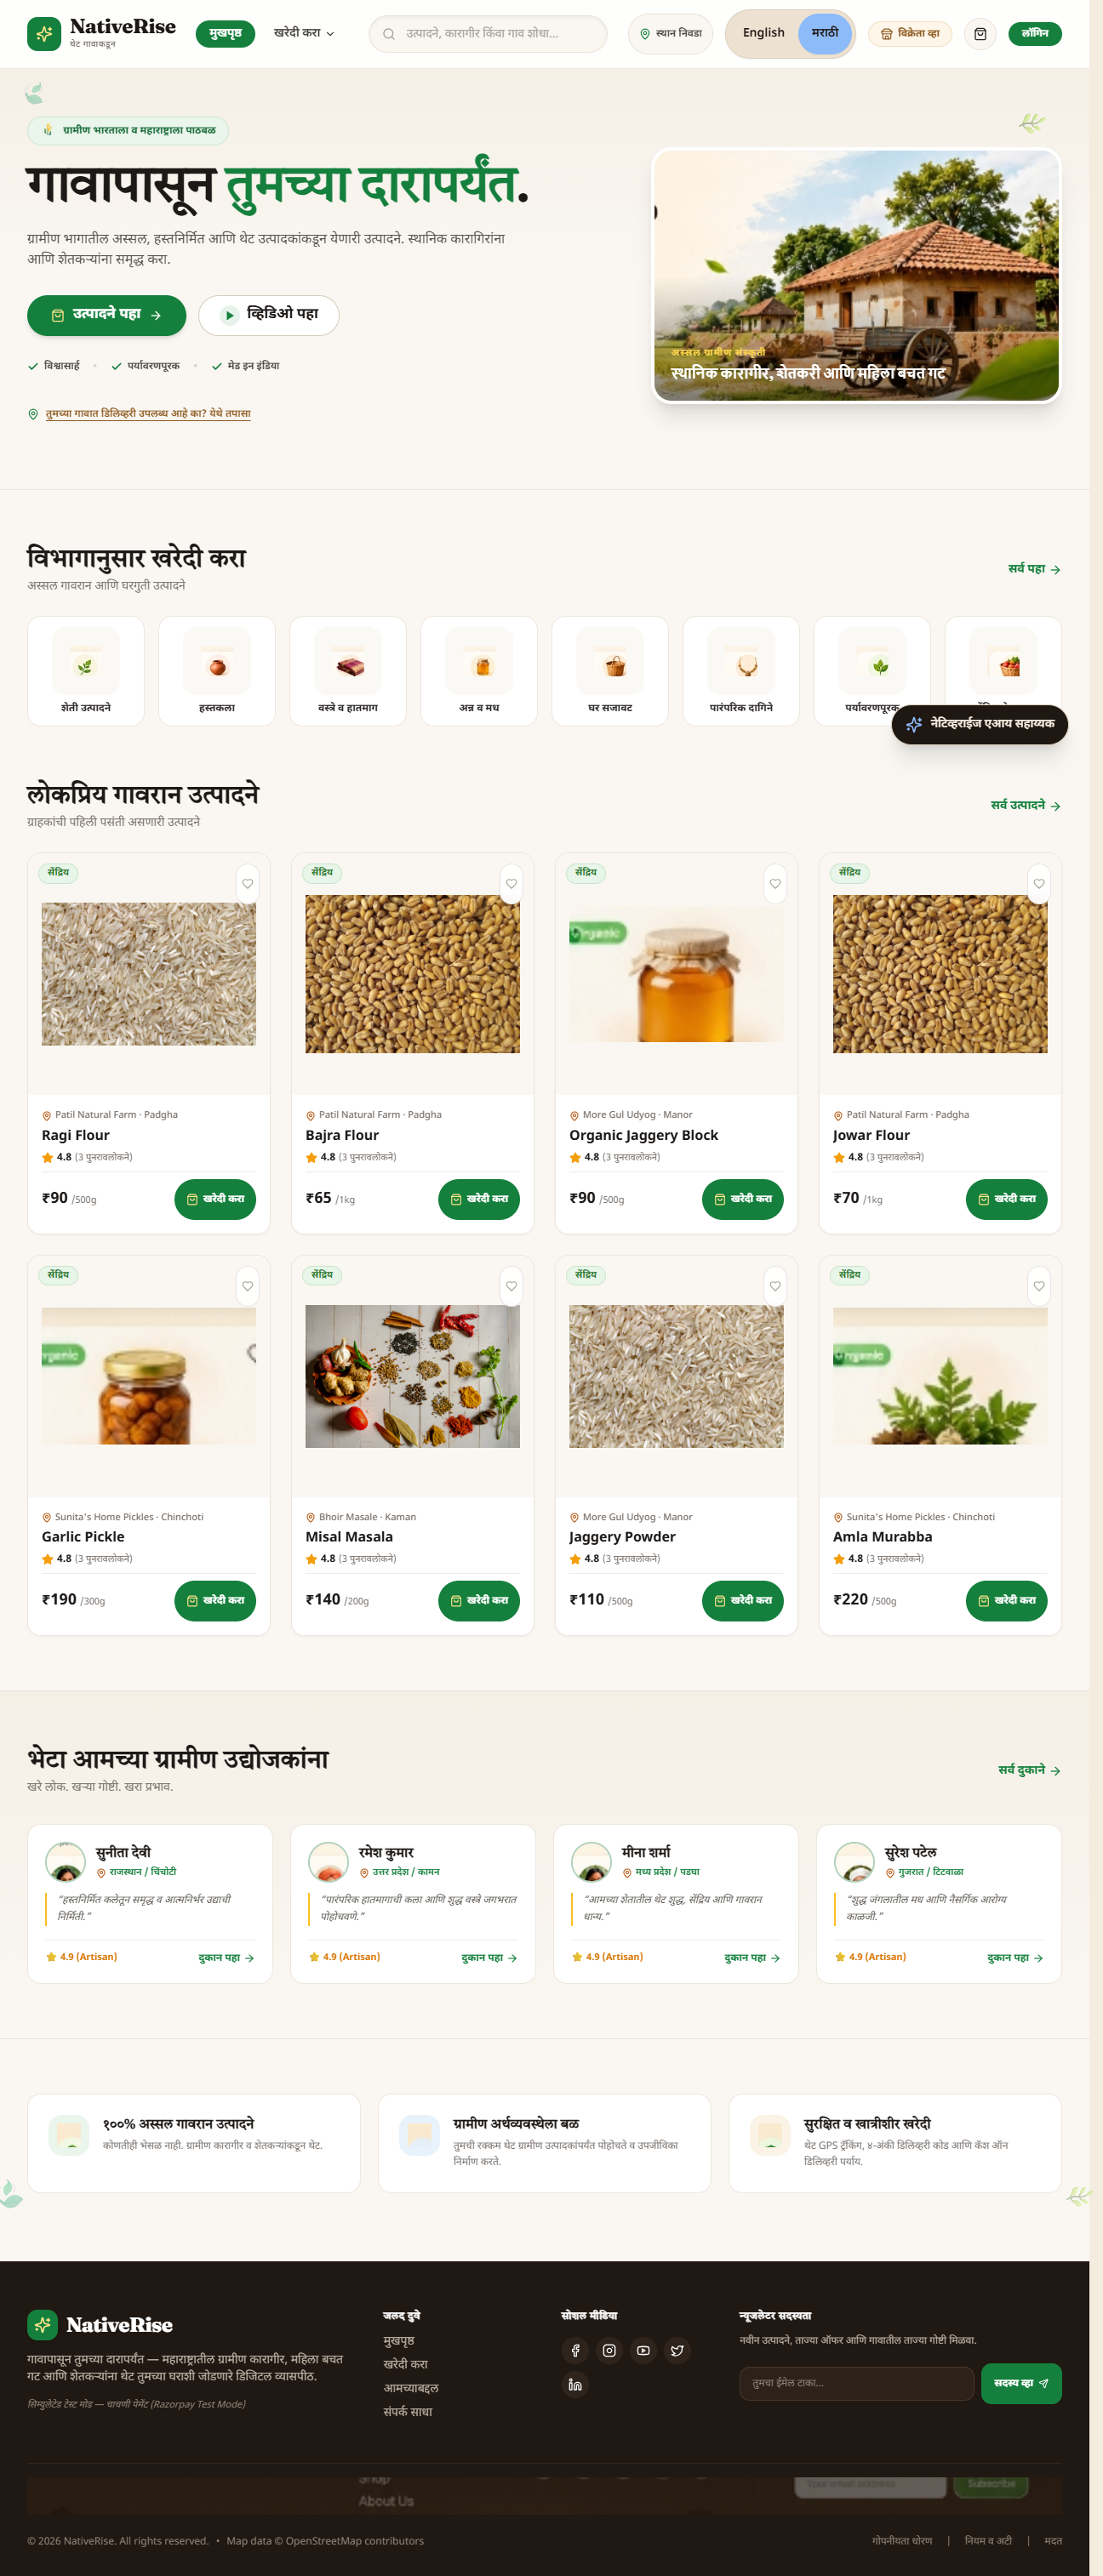 NativeRise
थेट गावाकडून
मुखपृष्ठ
खरेदी करा
उत्पादने, कारागीर किंवा गाव शोधा...
स्थान निवडा
English
मराठी
विक्रेता व्हा
लॉगिन
ग्रामीण भारताला व महाराष्ट्राला पाठबळ
गावापासून तुमच्या दारापर्यंत.
ग्रामीण भागातील अस्सल, हस्तनिर्मित आणि थेट उत्पादकांकडून येणारी उत्पादने. स्थानिक कारागिरांना
आणि शेतकऱ्यांना समृद्ध करा.
उत्पादने पहा
व्हिडिओ पहा
विश्वासार्ह
पर्यावरणपूरक
मेड इन इंडिया
तुमच्या गावात डिलिव्हरी उपलब्ध आहे का? येथे तपासा
अस्सल ग्रामीण संस्कृती
स्थानिक कारागीर, शेतकरी आणि महिला बचत गट
विभागानुसार खरेदी करा
अस्सल गावरान आणि घरगुती उत्पादने
सर्व पहा
शेती उत्पादने
हस्तकला
वस्त्रे व हातमाग
अन्न व मध
घर सजावट
पारंपरिक दागिने
पर्यावरणपूरक
नेटिव्हराईज एआय सहाय्यक
लोकप्रिय गावरान उत्पादने
ग्राहकांची पहिली पसंती असणारी उत्पादने
सर्व उत्पादने
सेंद्रिय
Patil Natural Farm · Padgha
Ragi Flour
4.8 (3 पुनरावलोकने)
₹90 /500g
खरेदी करा
सेंद्रिय
Patil Natural Farm · Padgha
Bajra Flour
4.8 (3 पुनरावलोकने)
₹65 /1kg
खरेदी करा
सेंद्रिय
Organic
More Gul Udyog · Manor
Organic Jaggery Block
4.8 (3 पुनरावलोकने)
₹90 /500g
खरेदी करा
सेंद्रिय
Patil Natural Farm · Padgha
Jowar Flour
4.8 (3 पुनरावलोकने)
₹70 /1kg
खरेदी करा
सेंद्रिय
rganic
Sunita's Home Pickles · Chinchoti
Garlic Pickle
4.8 (3 पुनरावलोकने)
₹190 /300g
खरेदी करा
सेंद्रिय
Bhoir Masale · Kaman
Misal Masala
4.8 (3 पुनरावलोकने)
₹140 /200g
खरेदी करा
सेंद्रिय
More Gul Udyog · Manor
Jaggery Powder
4.8 (3 पुनरावलोकने)
₹110 /500g
खरेदी करा
सेंद्रिय
rganic
Sunita's Home Pickles · Chinchoti
Amla Murabba
4.8 (3 पुनरावलोकने)
₹220 /500g
खरेदी करा
भेटा आमच्या ग्रामीण उद्योजकांना
खरे लोक. खऱ्या गोष्टी. खरा प्रभाव.
सर्व दुकाने
सुनीता देवी
राजस्थान / चिंचोटी
"हस्तनिर्मित कलेतून समृद्ध व आत्मनिर्भर उद्याची
निर्मिती."
4.9 (Artisan)
दुकान पहा
रमेश कुमार
उत्तर प्रदेश / कामन
"पारंपरिक हातमागाची कला आणि शुद्ध वस्त्रे जगभरात
पोहोचवणे."
4.9 (Artisan)
दुकान पहा
मीना शर्मा
मध्य प्रदेश / पडघा
"आमच्या शेतातील थेट शुद्ध, सेंद्रिय आणि गावरान
धान्य."
4.9 (Artisan)
दुकान पहा
सुरेश पटेल
गुजरात / टिटवाळा
"शुद्ध जंगलातील मध आणि नैसर्गिक आरोग्य
काळजी."
4.9 (Artisan)
दुकान पहा
१००% अस्सल गावरान उत्पादने
कोणतीही भेसळ नाही. ग्रामीण कारागीर व शेतकऱ्यांकडून थेट.
ग्रामीण अर्थव्यवस्थेला बळ
तुमची रक्कम थेट ग्रामीण उत्पादकांपर्यंत पोहोचते व उपजीविका
निर्माण करते.
सुरक्षित व खात्रीशीर खरेदी
थेट GPS ट्रॅकिंग, ४-अंकी डिलिव्हरी कोड आणि कॅश ऑन
डिलिव्हरी पर्याय.
NativeRise
गावापासून तुमच्या दारापर्यंत — महाराष्ट्रातील ग्रामीण कारागीर, महिला बचत
गट आणि शेतकऱ्यांना थेट तुमच्या घराशी जोडणारे डिजिटल व्यासपीठ.
सिम्युलेटेड टेस्ट मोड — चाचणी पेमेंट (Razorpay Test Mode)
जलद दुवे
मुखपृष्ठ
खरेदी करा
आमच्याबद्दल
संपर्क साधा
सोशल मीडिया
न्यूजलेटर सदस्यता
नवीन उत्पादने, ताज्या ऑफर आणि गावातील ताज्या गोष्टी मिळवा.
तुमचा ईमेल टाका...
सदस्य व्हा
Shop
About Us
Your email address
Subscribe
© 2026 NativeRise. All rights reserved. • Map data © OpenStreetMap contributors
गोपनीयता धोरण | नियम व अटी | मदत